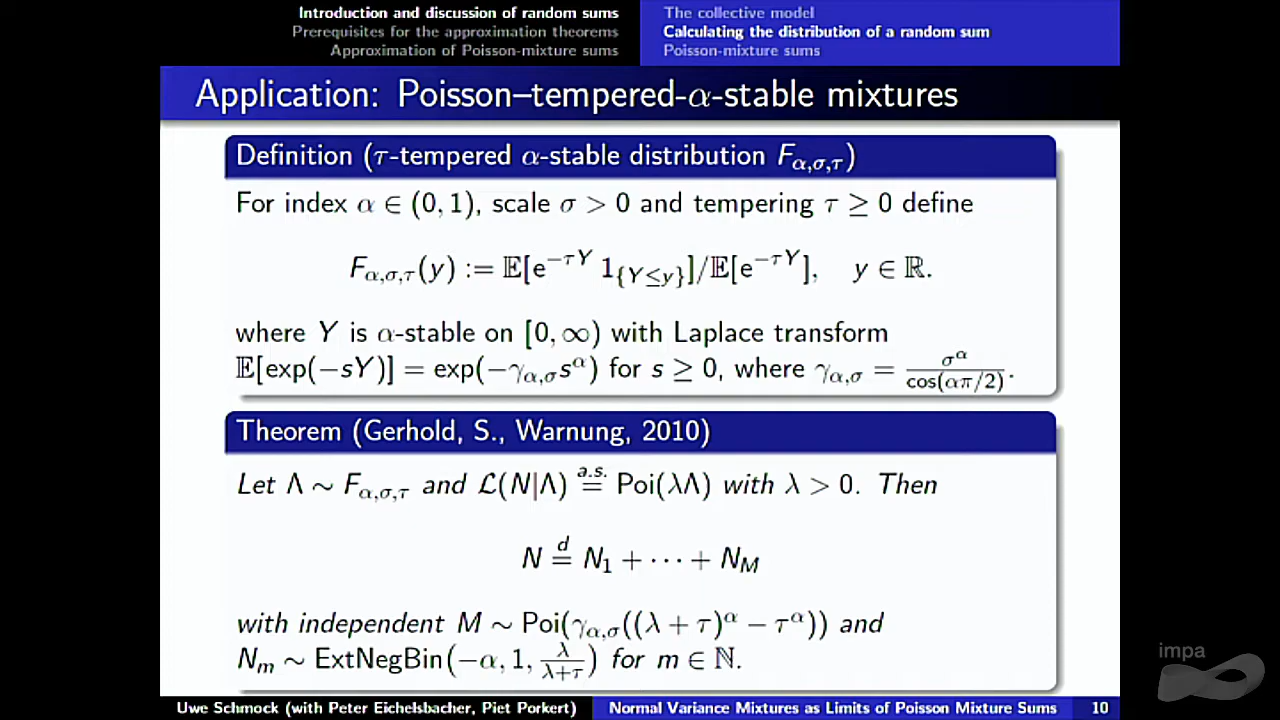 Introduction and discussion of random sums
Prerequisites for the approximation theorems
Approximation of Poisson-mixture sums
The collective model
Calculating the distribution of a random sum
Poisson-mixture sums
Application: Poisson–tempered-α-stable mixtures
Definition (τ-tempered α-stable distribution F_{α,σ,τ})
For index α ∈ (0, 1), scale σ > 0 and tempering τ ≥ 0 define
F_{α,σ,τ}(y) := 𝔼[e^{−τY} 1_{{Y≤y}}]/𝔼[e^{−τY}], y ∈ ℝ.
where Y is α-stable on [0, ∞) with Laplace transform
𝔼[exp(−sY)] = exp(−γ_{α,σ}s^α) for s ≥ 0, where γ_{α,σ} = σ^α/cos(απ/2).
Theorem (Gerhold, S., Warnung, 2010)
Let Λ ∼ F_{α,σ,τ} and ℒ(N|Λ) a.s. = Poi(λΛ) with λ > 0. Then
N d = N₁ + ⋯ + N_M
with independent M ∼ Poi(γ_{α,σ}((λ + τ)^α − τ^α)) and
N_m ∼ ExtNegBin(−α, 1, λ/(λ+τ)) for m ∈ ℕ.
impa
Uwe Schmock (with Peter Eichelsbacher, Piet Porkert)
Normal Variance Mixtures as Limits of Poisson Mixture Sums
10